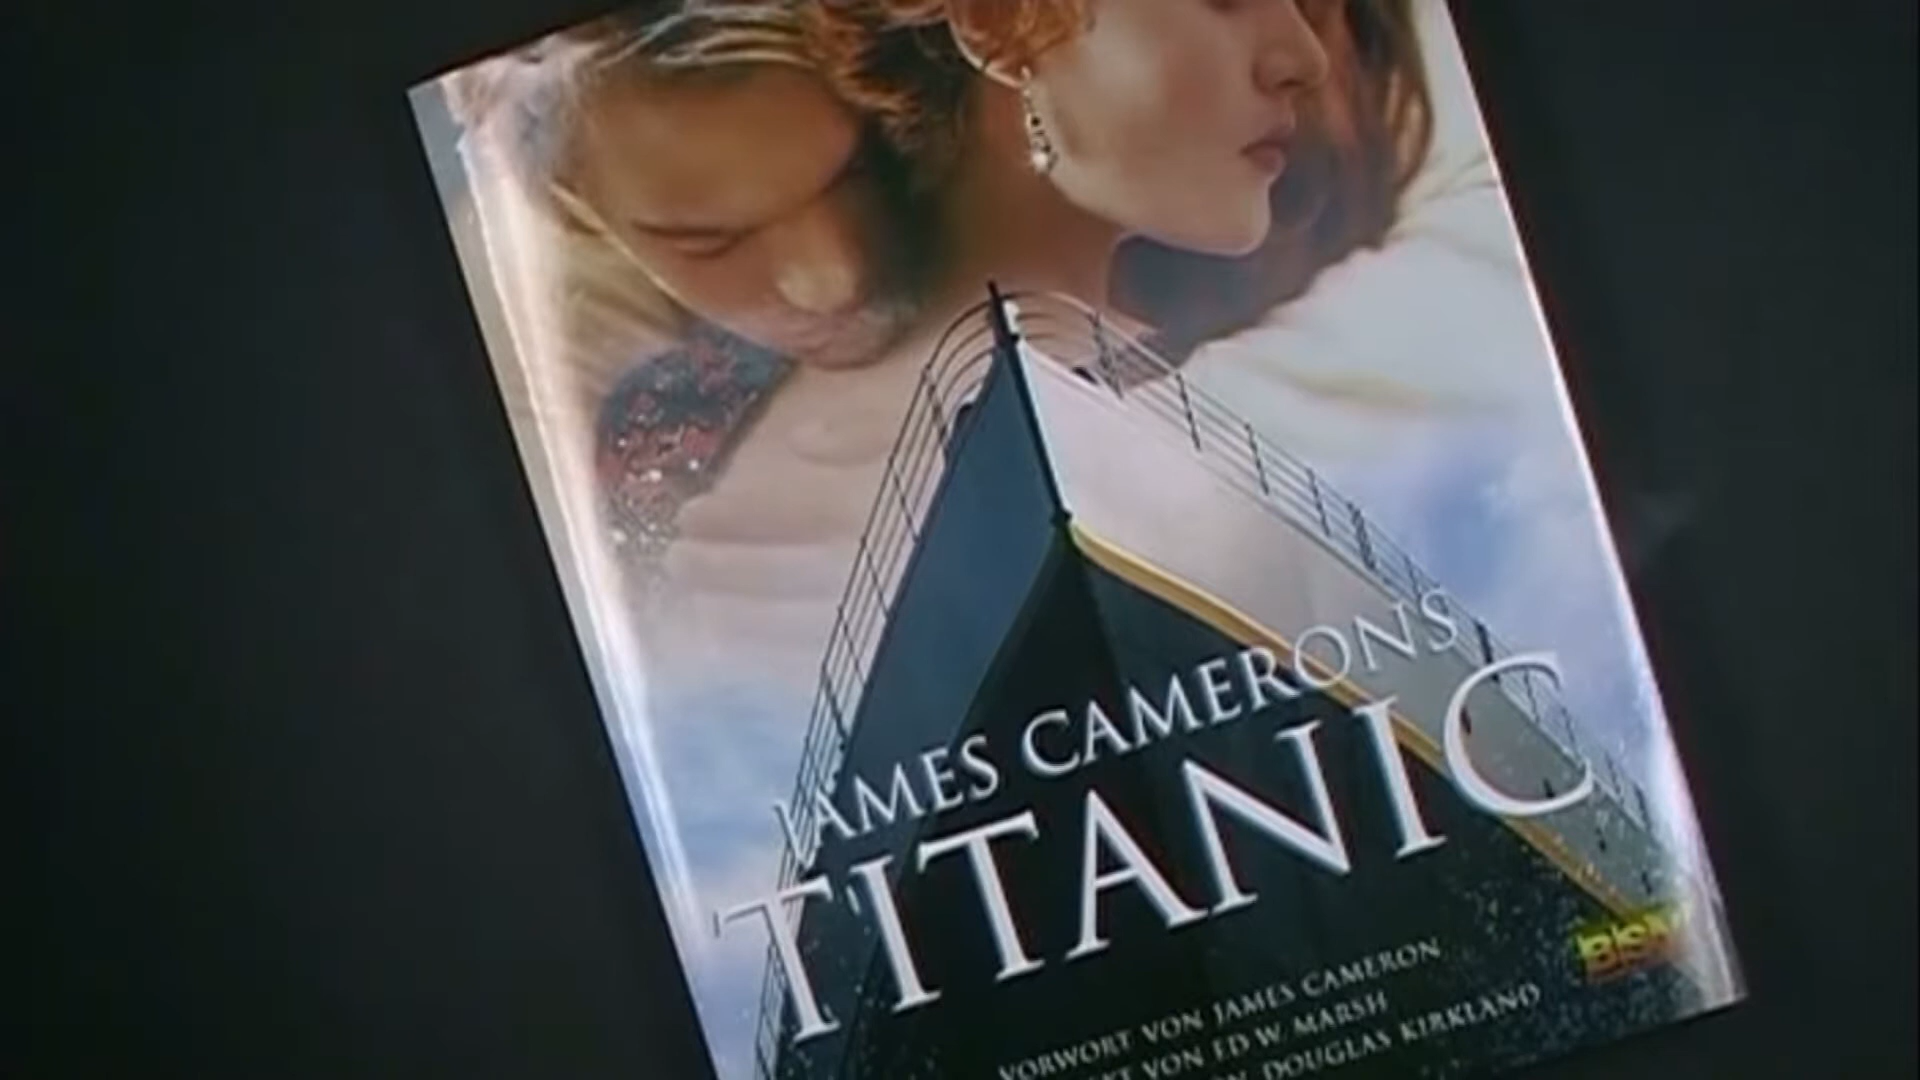 JAMES CAMERONS
TITANIC
VORWORT VON JAMES CAMERON
VON ED W. MARSH
DOUGLAS KIRKLAND